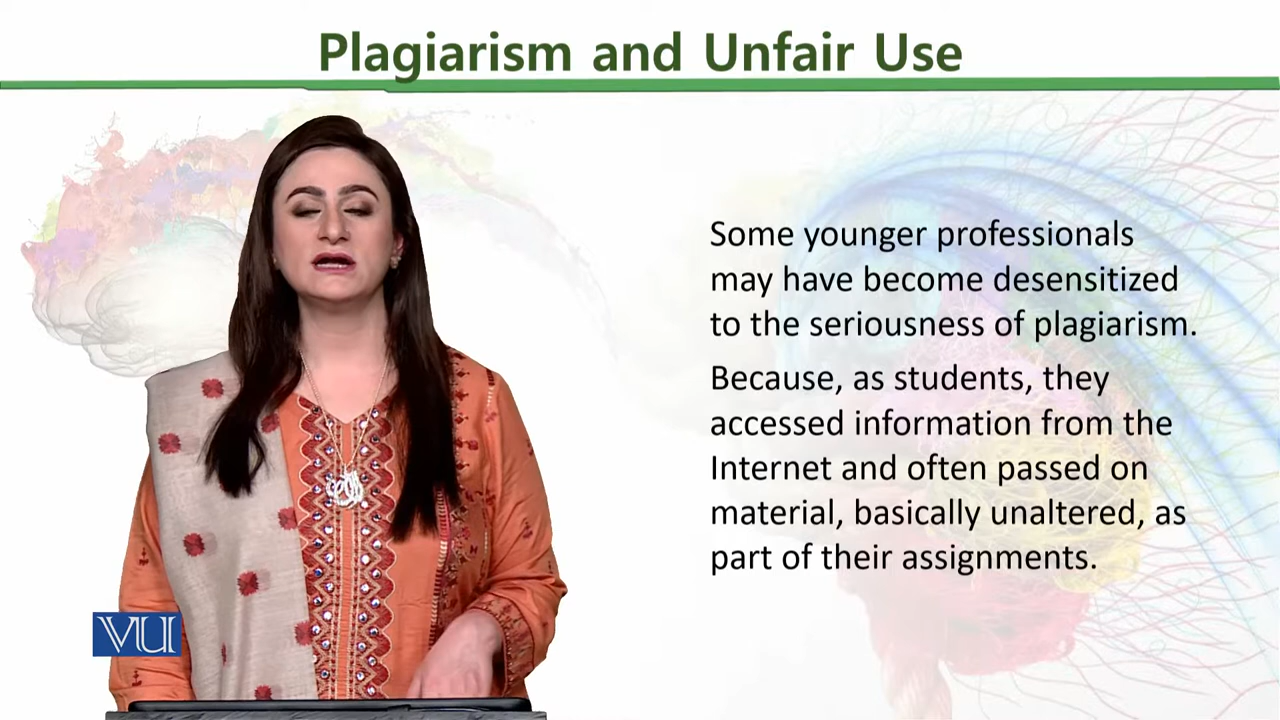 Plagiarism and Unfair Use
Some younger professionals
may have become desensitized
to the seriousness of plagiarism.
Because, as students, they
accessed information from the
Internet and often passed on
material, basically unaltered, as
part of their assignments.
VU